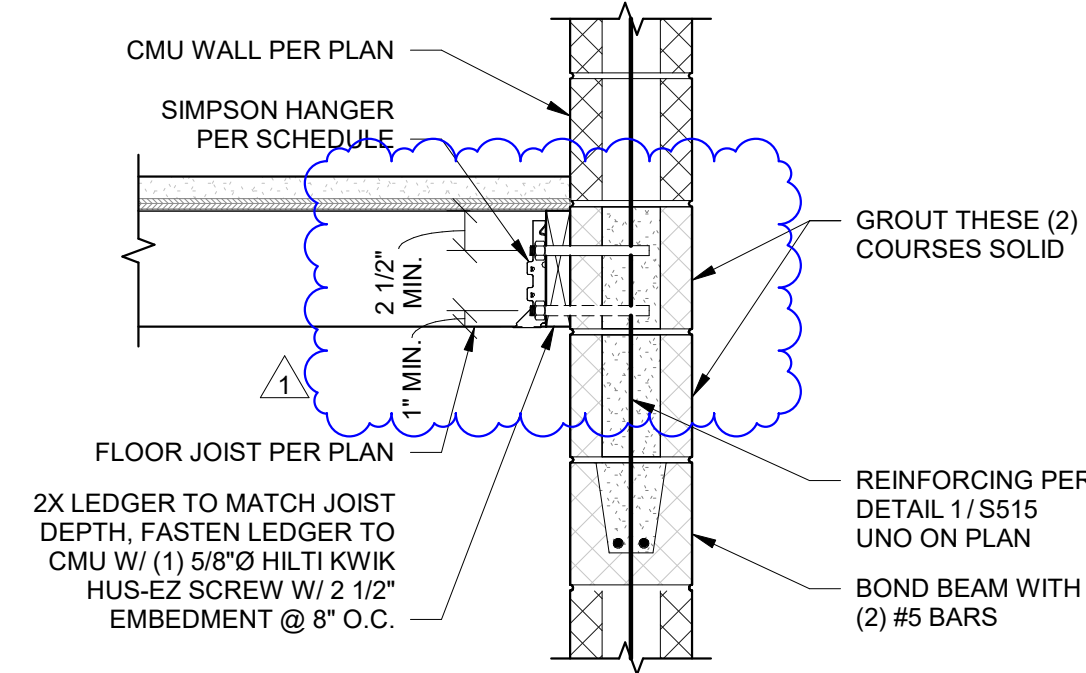 CMU WALL PER PLAN
SIMPSON HANGER
PER SCHEDULE
2 1/2"
MIN.
1" MIN.
1
FLOOR JOIST PER PLAN
2X LEDGER TO MATCH JOIST
DEPTH, FASTEN LEDGER TO
CMU W/ (1) 5/8"Ø HILTI KWIK
HUS-EZ SCREW W/ 2 1/2"
EMBEDMENT @ 8" O.C.
GROUT THESE (2)
COURSES SOLID
REINFORCING PER
DETAIL 1/S515
UNO ON PLAN
BOND BEAM WITH
(2) #5 BARS